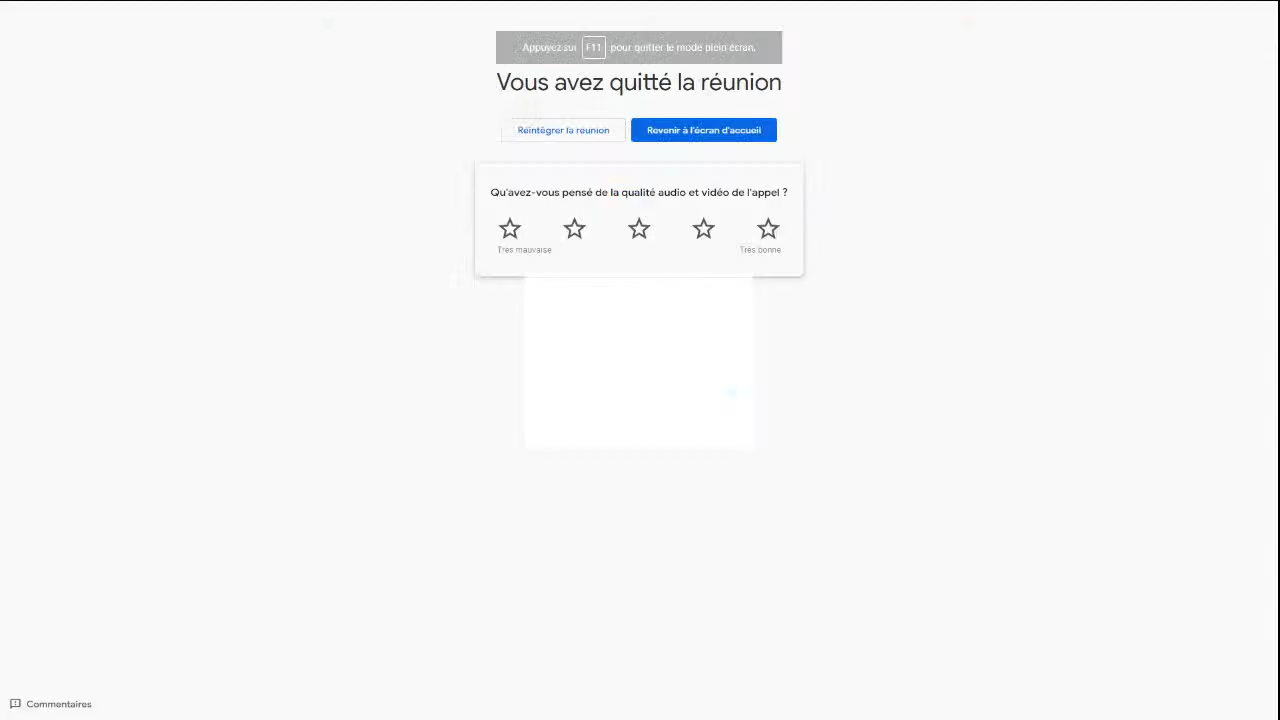 Appuyez sur F11 pour quitter le mode plein écran.
Vous avez quitté la réunion
Réintégrer la réunion
Revenir à l'écran d'accueil
Qu'avez-vous pensé de la qualité audio et vidéo de l'appel ?
Très mauvaise
Très bonne
Commentaires